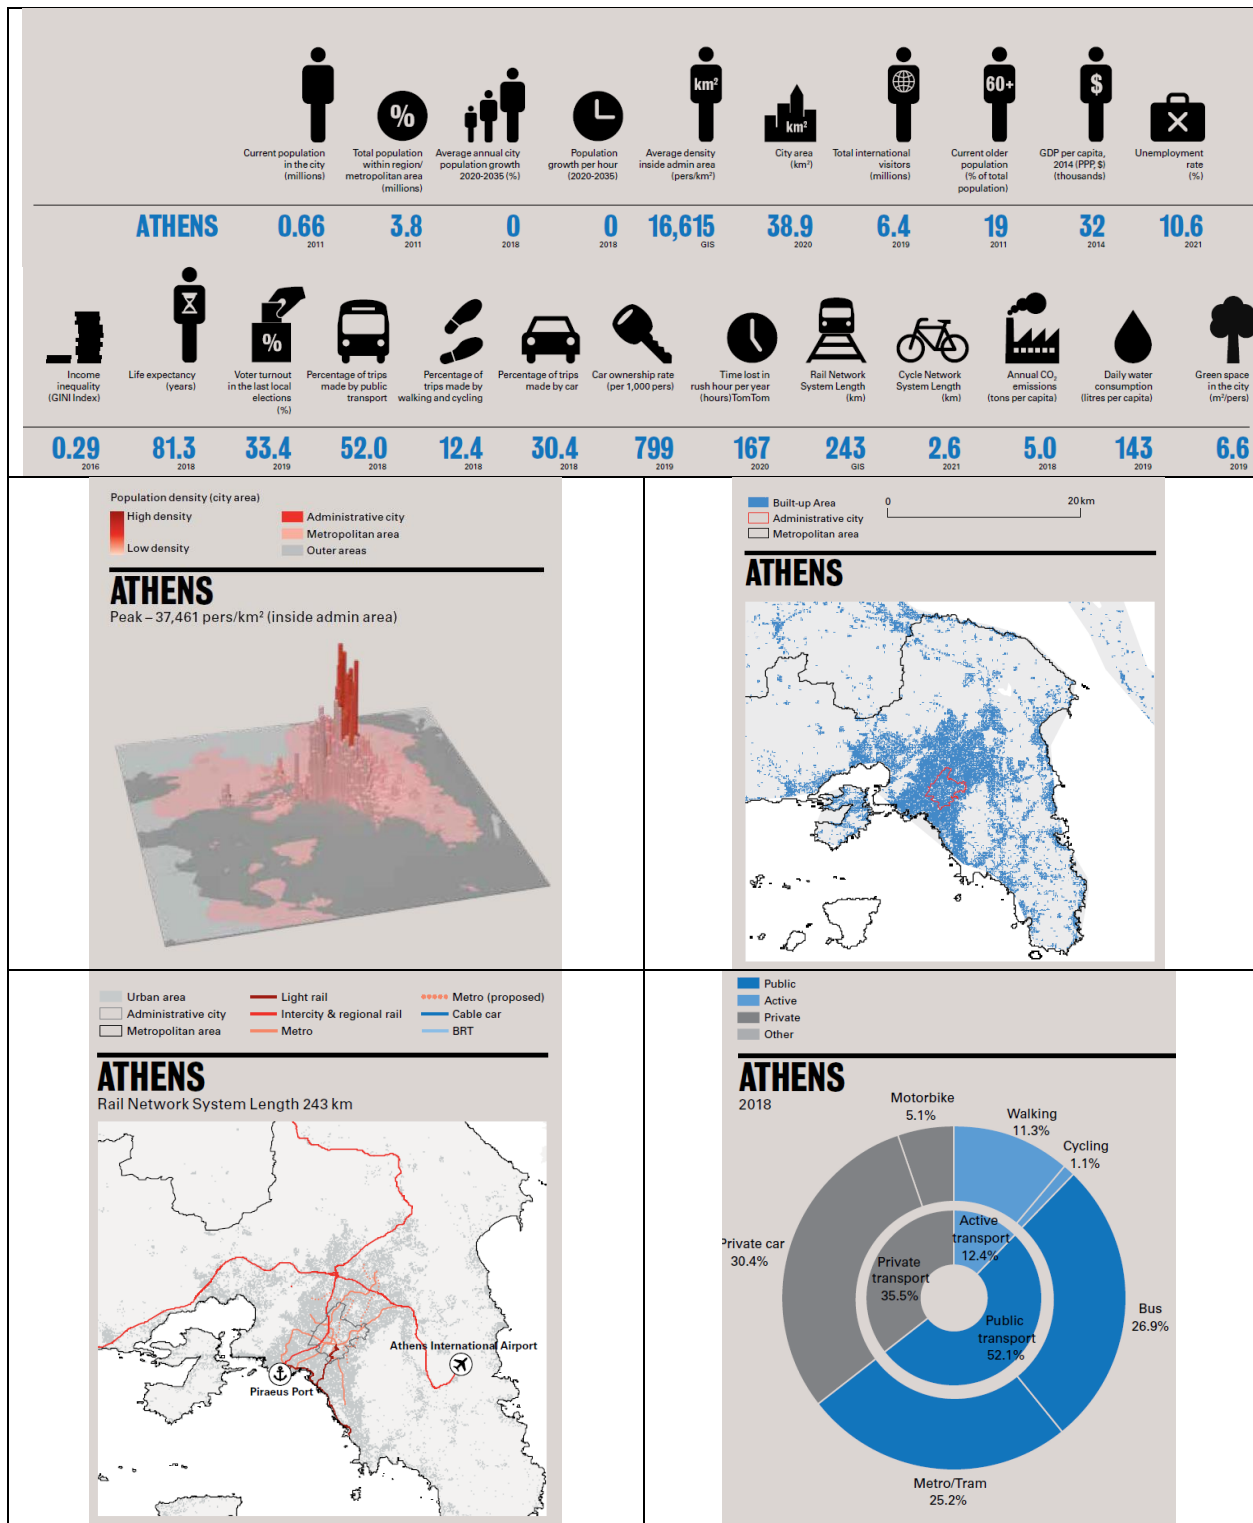 km²
%
km²
60+
$
Current population
in the city
(millions)
Total population
within region/
metropolitan area
(millions)
Average annual city
population growth
2020-2035 (%)
Population
growth per hour
(2020-2035)
Average density
inside admin area
(pers/km²)
City area
(km²)
Total international
visitors
(millions)
Current older
population
(% of total
population)
GDP per capita,
2014 (PPP, $)
(thousands)
Unemployment
rate
(%)
ATHENS 0.66 3.8 0 0 16,615 38.9 6.4 19 32 10.6
2011 2011 2018 2018 GIS 2020 2019 2011 2014 2021
%
Income
inequality
(GINI Index)
Life expectancy
(years)
Voter turnout
in the last local
elections
(%)
Percentage of trips
made by public
transport
Percentage of
trips made by
walking and cycling
Percentage of trips
made by car
Car ownership rate
(per 1,000 pers)
Time lost in
rush hour per year
(hours)TomTom
Rail Network
System Length
(km)
Cycle Network
System Length
(km)
Annual CO₂
emissions
(tons per capita)
Daily water
consumption
(litres per capita)
Green space
in the city
(m²/pers)
0.29 81.3 33.4 52.0 12.4 30.4 799 167 243 2.6 5.0 143 6.6
2016 2018 2019 2018 2018 2018 2019 2020 GIS 2021 2018 2019 2019
Population density (city area)
High density
Low density
Administrative city
Metropolitan area
Outer areas
ATHENS
Peak – 37,461 pers/km² (inside admin area)
Built-up Area
Administrative city
Metropolitan area
0 20 km
ATHENS
Urban area
Administrative city
Metropolitan area
Light rail
Intercity & regional rail
Metro
Metro (proposed)
Cable car
BRT
ATHENS
Rail Network System Length 243 km
Athens International Airport
Piraeus Port
Public
Active
Private
Other
ATHENS
2018
Motorbike
5.1%
Walking
11.3%
Cycling
1.1%
Private car
30.4%
Active
transport
12.4%
Private
transport
35.5%
Public
transport
52.1%
Bus
26.9%
Metro/Tram
25.2%